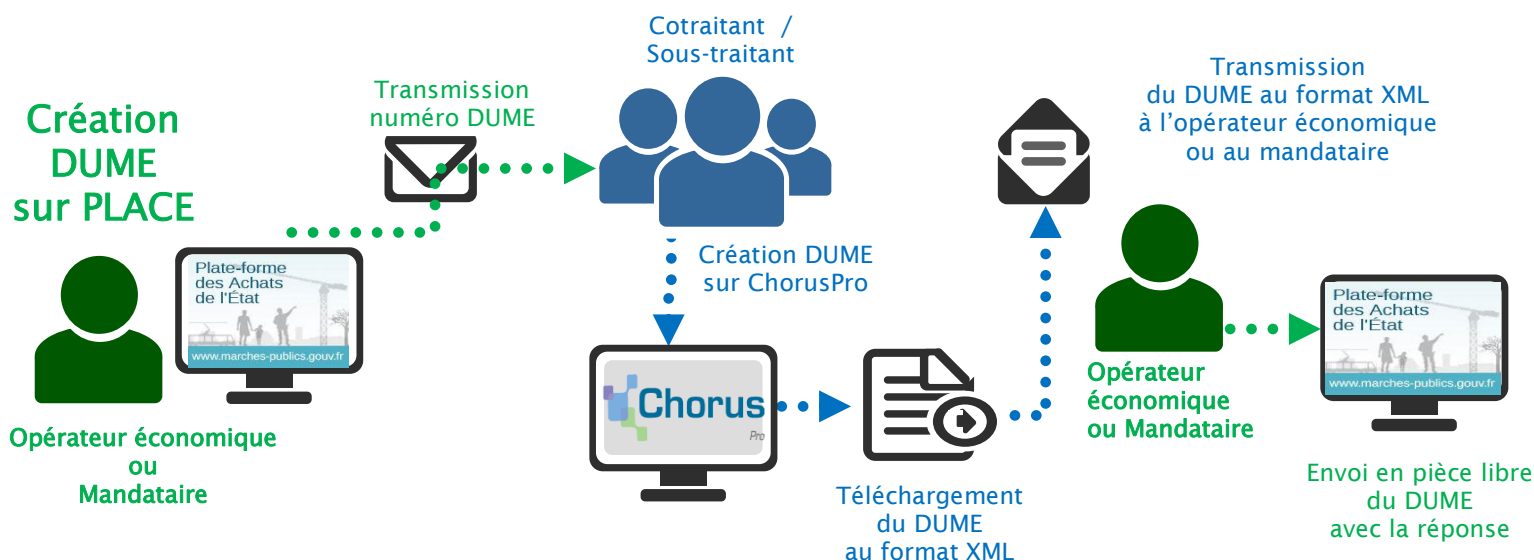 Création
DUME
sur PLACE
Plate-forme
des Achats
de l'État
www.marches-publics.gouv.fr
Opérateur économique
ou
Mandataire
Transmission
numéro DUME
Cotraitant /
Sous-traitant
Création DUME
sur ChorusPro
Chorus
Pro
Téléchargement
du DUME
au format XML
Transmission
du DUME au format XML
à l’opérateur économique
ou au mandataire
Opérateur
économique
ou Mandataire
Plate-forme
des Achats
de l'État
www.marches-publics.gouv.fr
Envoi en pièce libre
du DUME
avec la réponse